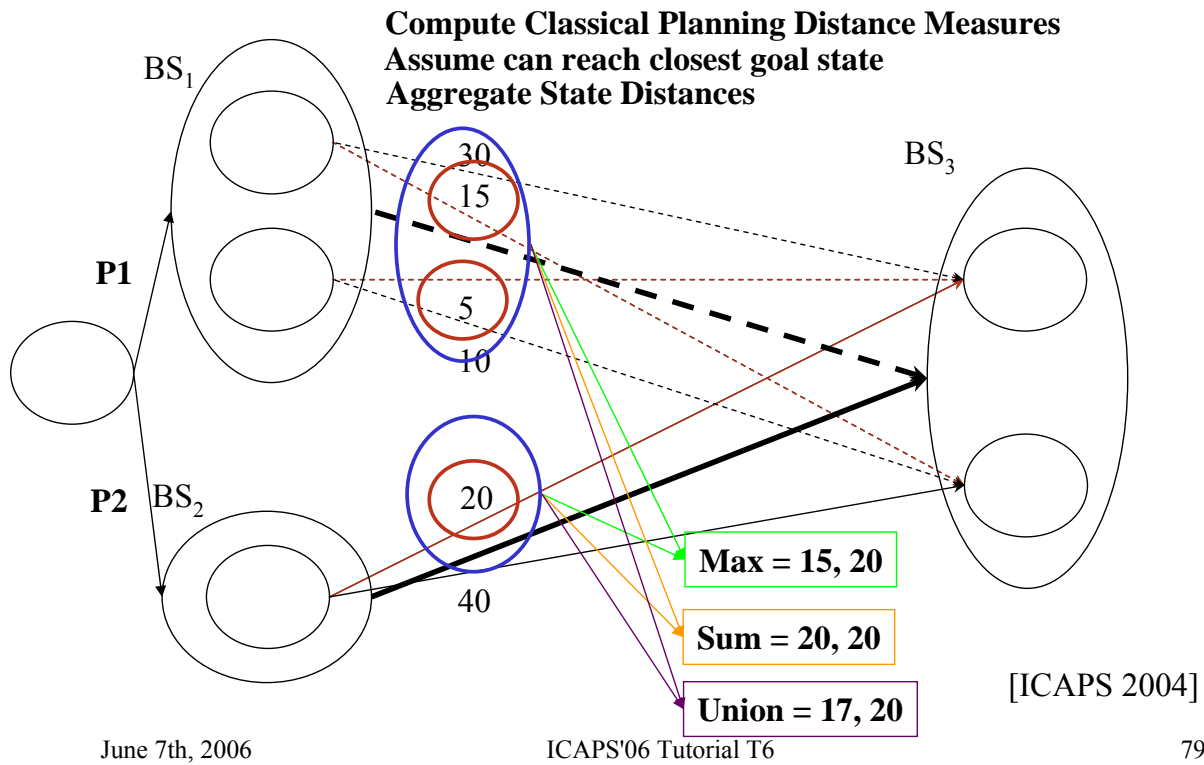 Compute Classical Planning Distance Measures
Assume can reach closest goal state
Aggregate State Distances
BS1
BS3
30
15
P1
5
10
P2
BS2
20
40
Max = 15, 20
Sum = 20, 20
Union = 17, 20
[ICAPS 2004]
June 7th, 2006
ICAPS'06 Tutorial T6
79